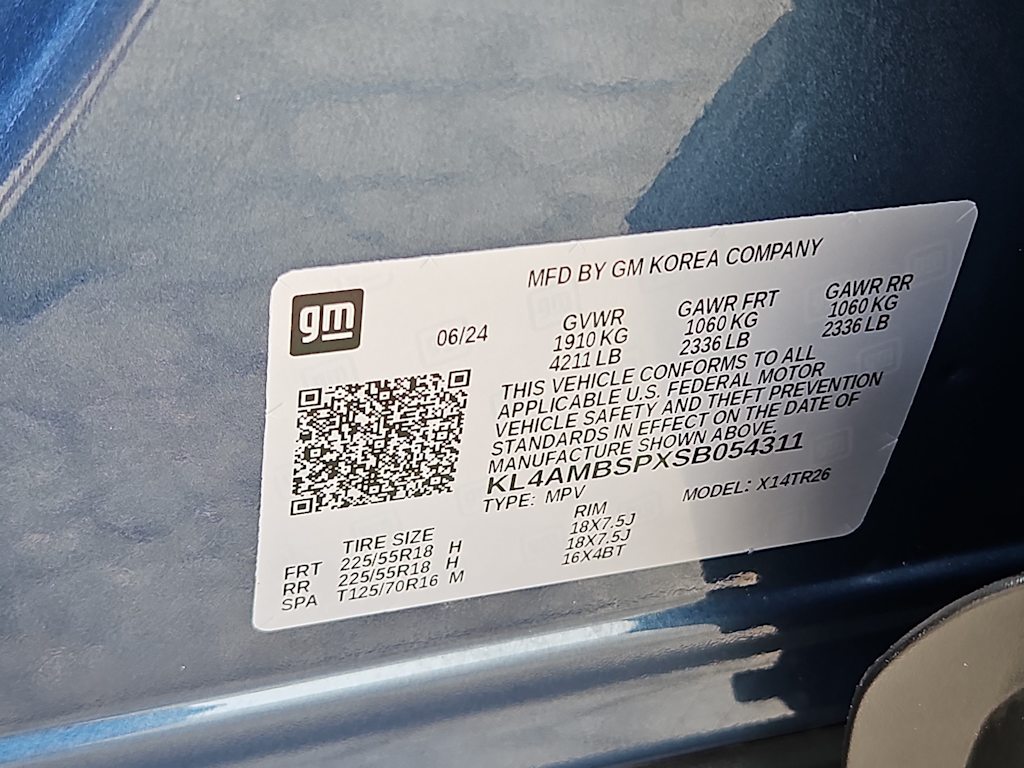 MFD BY GM KOREA COMPANY
gm
06/24
GVWR GAWR FRT GAWR RR
1910 KG 1060 KG 1060 KG
4211 LB 2336 LB 2336 LB
THIS VEHICLE CONFORMS TO ALL
APPLICABLE U.S. FEDERAL MOTOR
VEHICLE SAFETY AND THEFT PREVENTION
STANDARDS IN EFFECT ON THE DATE OF
MANUFACTURE SHOWN ABOVE.
KL4AMBSPXSB054311
TYPE: MPV MODEL: X14TR26
TIRE SIZE RIM
FRT 225/55R18 H 18X7.5J
RR 225/55R18 H 18X7.5J
SPA T125/70R16 M 16X4BT